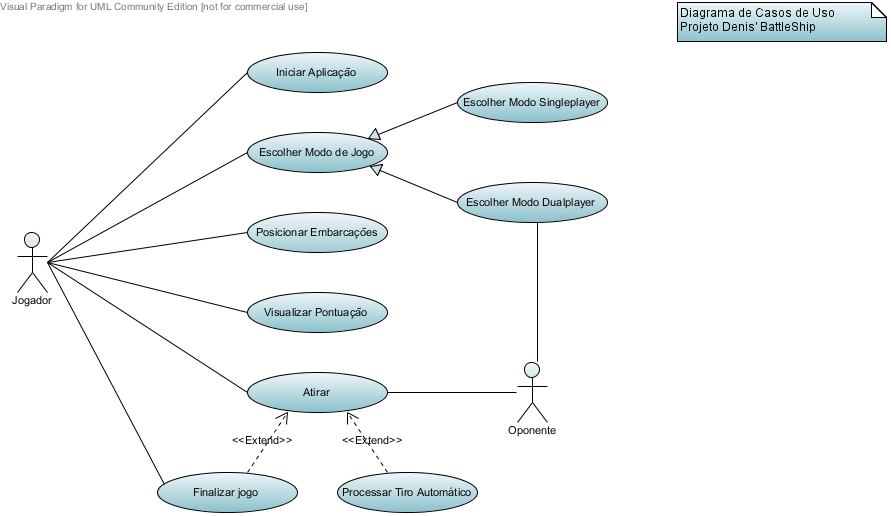 Visual Paradigm for UML Community Edition [not for commercial use]
Diagrama de Casos de Uso
Projeto Denis' BattleShip
Iniciar Aplicação
Escolher Modo Singleplayer
Escolher Modo de Jogo
Escolher Modo Dualplayer
Posicionar Embarcações
Jogador
Visualizar Pontuação
Atirar
Oponente
<<Extend>>
<<Extend>>
Finalizar jogo
Processar Tiro Automático